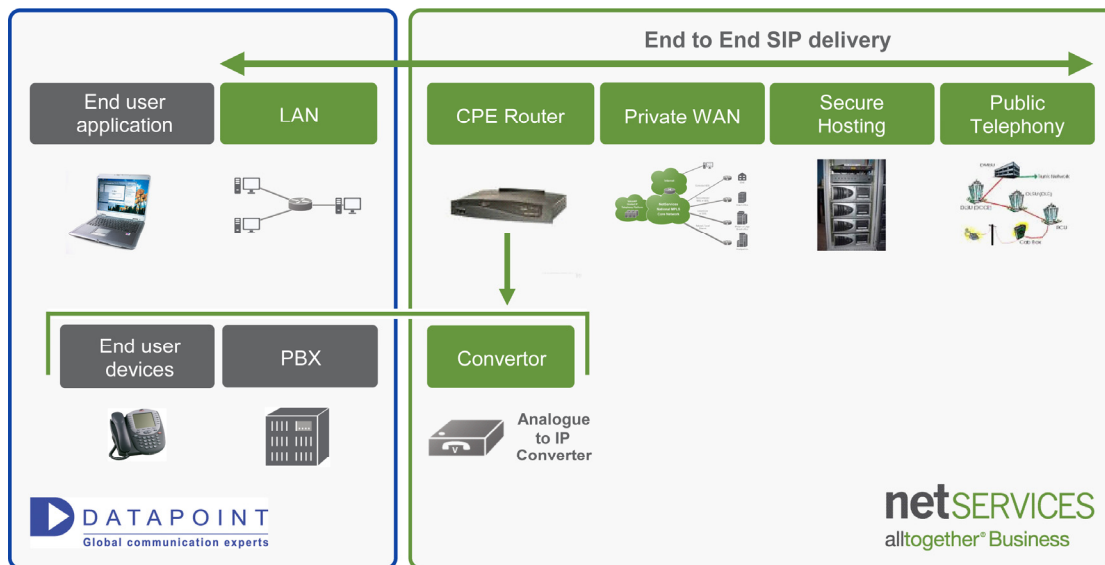 End to End SIP delivery
End user
application
LAN
CPE Router
Private WAN
Secure
Hosting
Public
Telephony
End user
devices
PBX
Convertor
V
Analogue
to IP
Converter
DATAPOINT
Global communication experts
netSERVICES
alltogether® Business